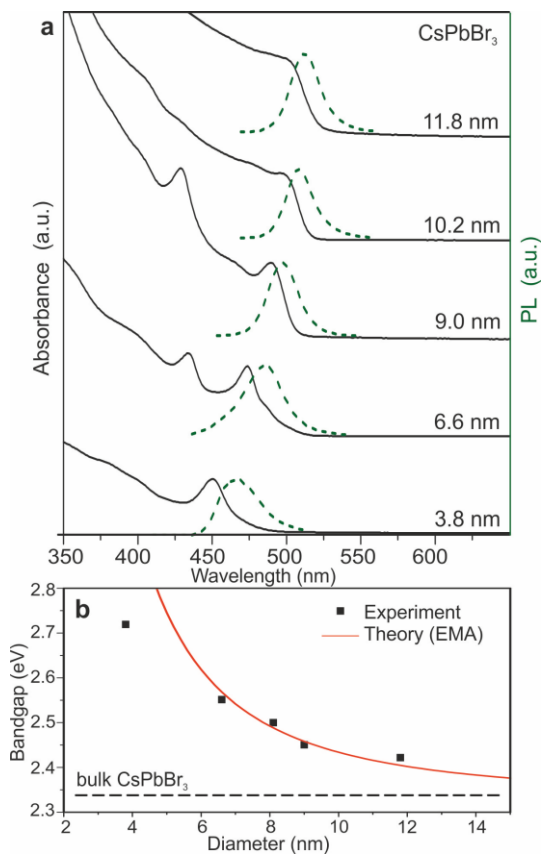 a
CsPbBr₃
11.8 nm
10.2 nm
9.0 nm
6.6 nm
3.8 nm
Absorbance (a.u.)
PL (a.u.)
350 400 450 500 550 600
Wavelength (nm)
b
Experiment
Theory (EMA)
2.8
2.7
2.6
2.5
2.4
2.3
Bandgap (eV)
bulk CsPbBr₃
2 4 6 8 10 12 14
Diameter (nm)